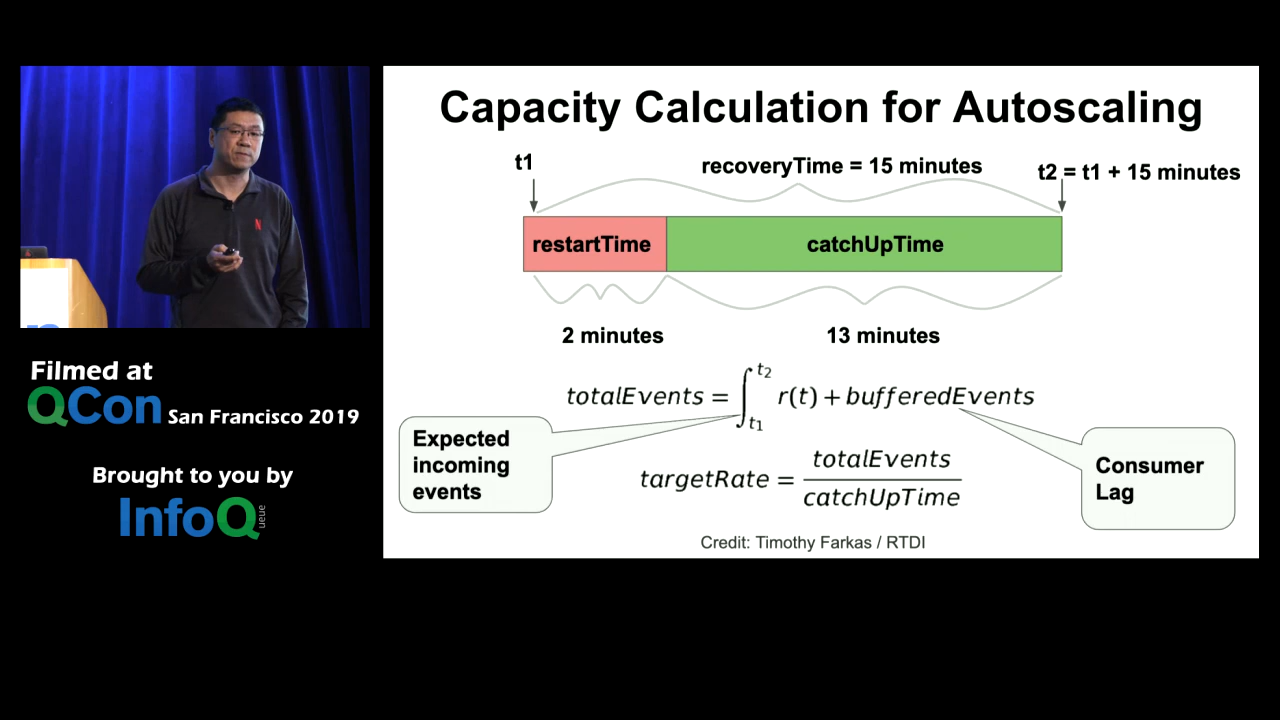 Capacity Calculation for Autoscaling
t1
recoveryTime = 15 minutes
t2 = t1 + 15 minutes
restartTime
catchUpTime
2 minutes
13 minutes
totalEvents = ∫_{t₁}^{t₂} r(t) + bufferedEvents
Expected
incoming
events
targetRate = totalEvents / catchUpTime
Consumer
Lag
Credit: Timothy Farkas / RTDI
N
Filmed at
QCon San Francisco 2019
Brought to you by
InfoQueue